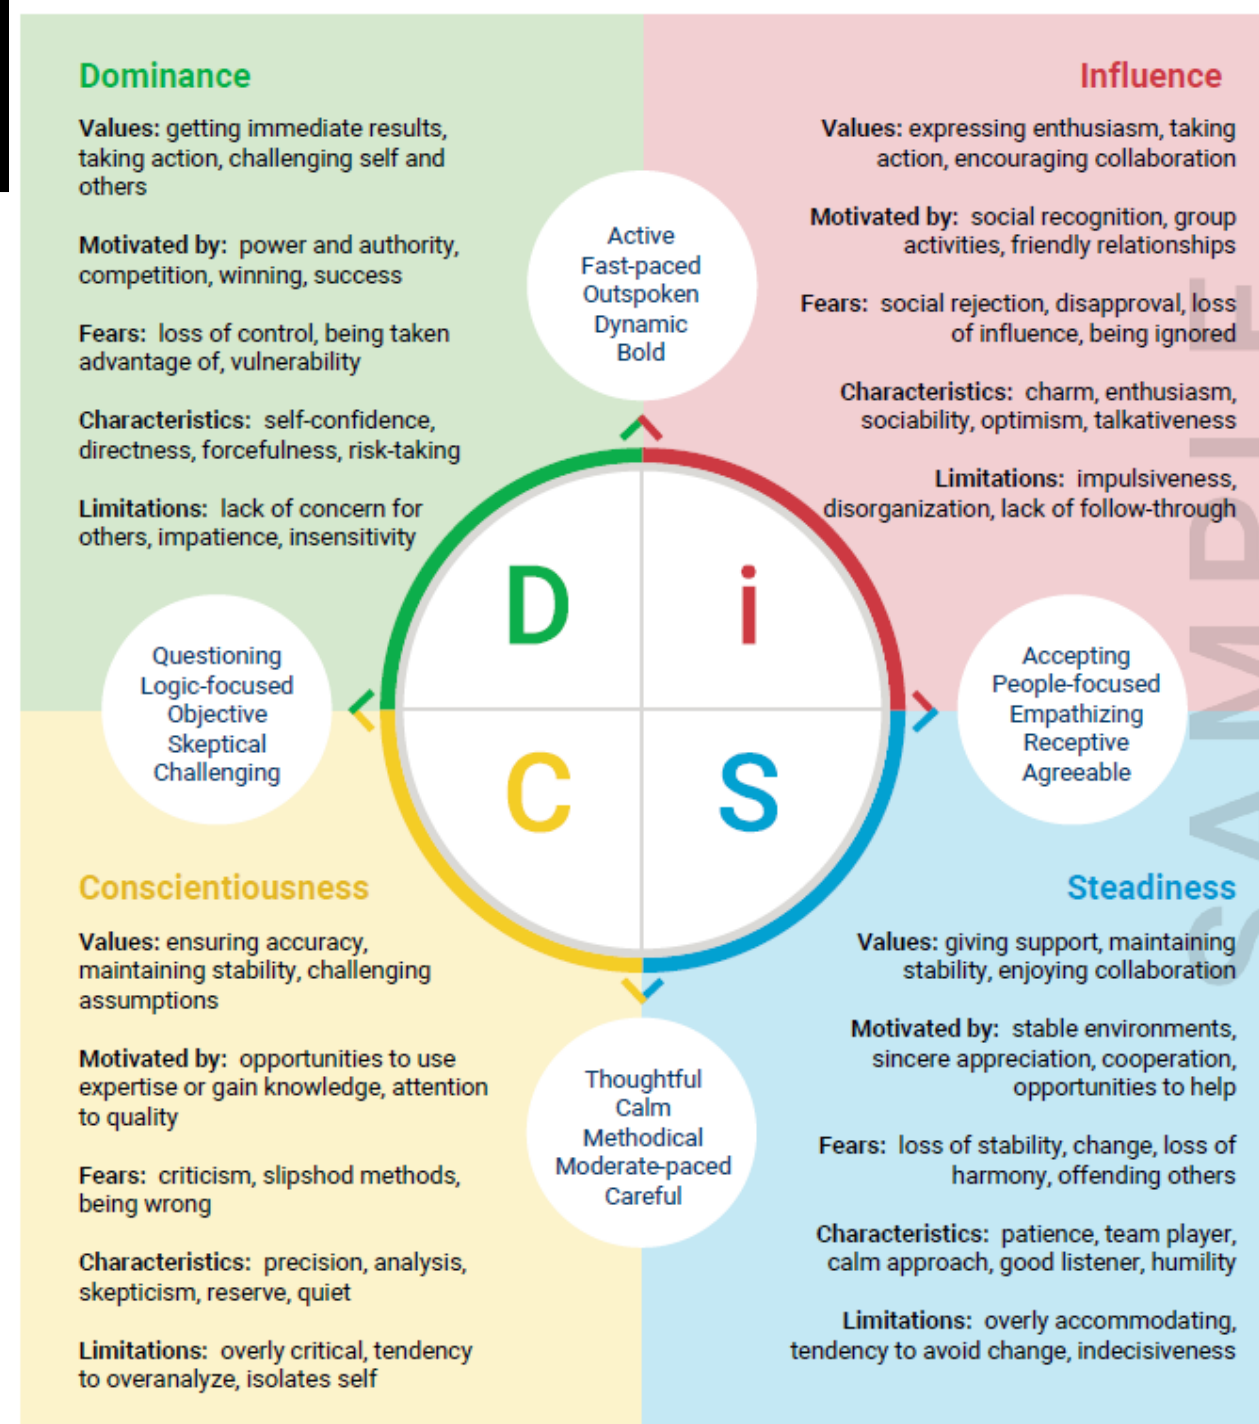 Dominance
Values: getting immediate results,
taking action, challenging self and
others
Motivated by:  power and authority,
competition, winning, success
Fears:  loss of control, being taken
advantage of, vulnerability
Characteristics:  self-confidence,
directness, forcefulness, risk-taking
Limitations:  lack of concern for
others, impatience, insensitivity
Influence
Values: expressing enthusiasm, taking
action, encouraging collaboration
Motivated by:  social recognition, group
activities, friendly relationships
Fears:  social rejection, disapproval, loss
of influence, being ignored
Characteristics:  charm, enthusiasm,
sociability, optimism, talkativeness
Limitations:  impulsiveness,
disorganization, lack of follow-through
Active
Fast-paced
Outspoken
Dynamic
Bold
Questioning
Logic-focused
Objective
Skeptical
Challenging
D
i
C
S
Accepting
People-focused
Empathizing
Receptive
Agreeable
Conscientiousness
Values: ensuring accuracy,
maintaining stability, challenging
assumptions
Motivated by:  opportunities to use
expertise or gain knowledge, attention
to quality
Fears:  criticism, slipshod methods,
being wrong
Characteristics:  precision, analysis,
skepticism, reserve, quiet
Limitations:  overly critical, tendency
to overanalyze, isolates self
Thoughtful
Calm
Methodical
Moderate-paced
Careful
Steadiness
Values: giving support, maintaining
stability, enjoying collaboration
Motivated by:  stable environments,
sincere appreciation, cooperation,
opportunities to help
Fears:  loss of stability, change, loss of
harmony, offending others
Characteristics:  patience, team player,
calm approach, good listener, humility
Limitations:  overly accommodating,
tendency to avoid change, indecisiveness
SAMPLE